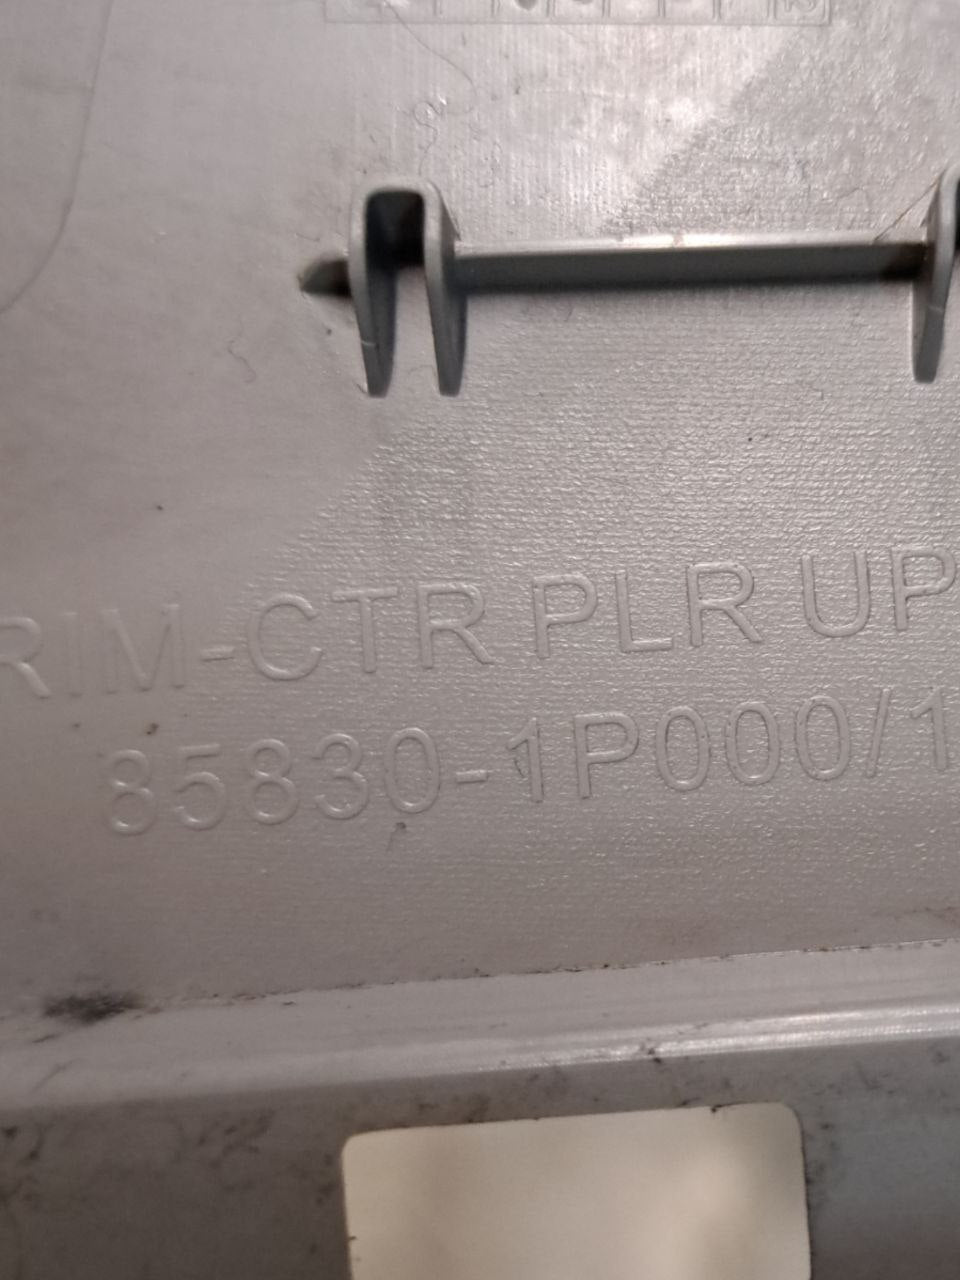 RIM-CTR PLR UP
85830-1P000/1